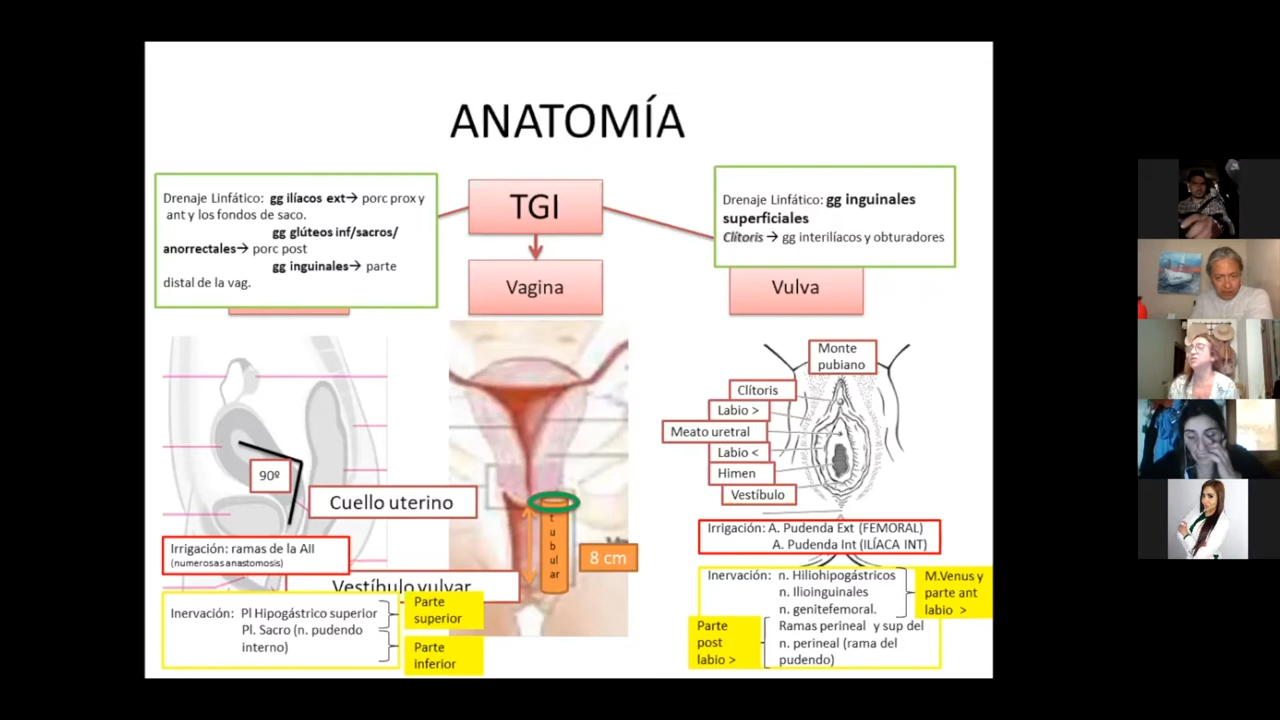 ANATOMÍA
Drenaje Linfático: gg ilíacos ext→ porc prox y
ant y los fondos de saco.
gg glúteos inf/sacros/
anorrectales→ porc post
gg inguinales→ parte
distal de la vag.
TGI
Vagina
Drenaje Linfático: gg inguinales
superficiales
Clítoris → gg interilíacos y obturadores
Vulva
90º
Cuello uterino
Irrigación: ramas de la AII
(numerosas anastomosis)
Vestíbulo vulvar
Inervación: Pl Hipogástrico superior
Pl. Sacro (n. pudendo
interno)
Parte
superior
Parte
inferior
t
u
b
ul
ar
8 cm
Monte
pubiano
Clítoris
Labio >
Meato uretral
Labio <
Himen
Vestíbulo
Irrigación: A. Pudenda Ext (FEMORAL)
A. Pudenda Int (ILÍACA INT)
Inervación: n. Hiliohipogástricos
n. Ilioinguinales
n. genitefemoral.
Ramas perineal y sup del
n. perineal (rama del
pudendo)
M.Venus y
parte ant
labio >
Parte
post
labio >